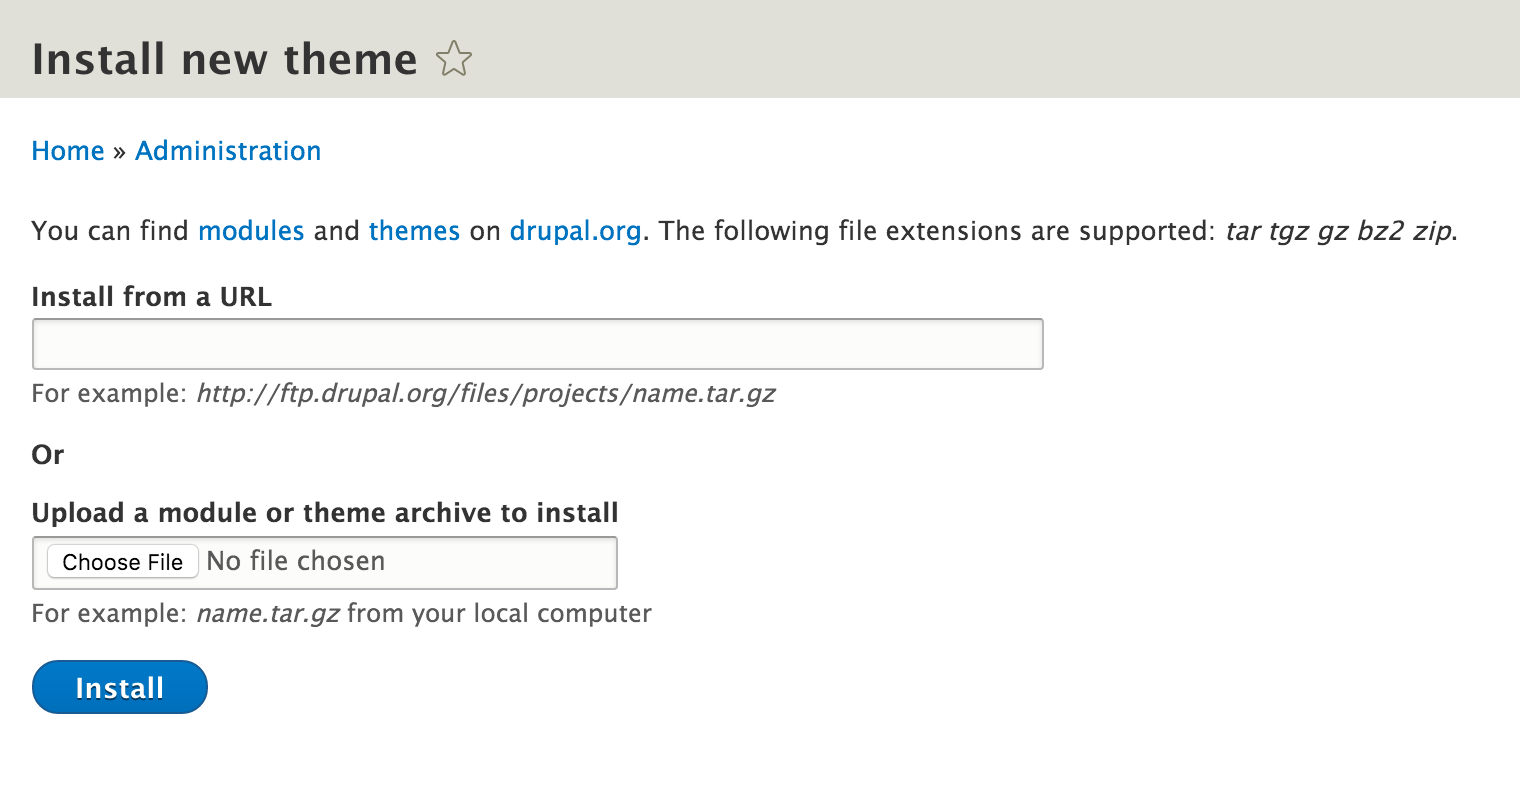 Install new theme
Home » Administration
You can find modules and themes on drupal.org. The following file extensions are supported: tar tgz gz bz2 zip.
Install from a URL
For example: http://ftp.drupal.org/files/projects/name.tar.gz
Or
Upload a module or theme archive to install
Choose File No file chosen
For example: name.tar.gz from your local computer
Install